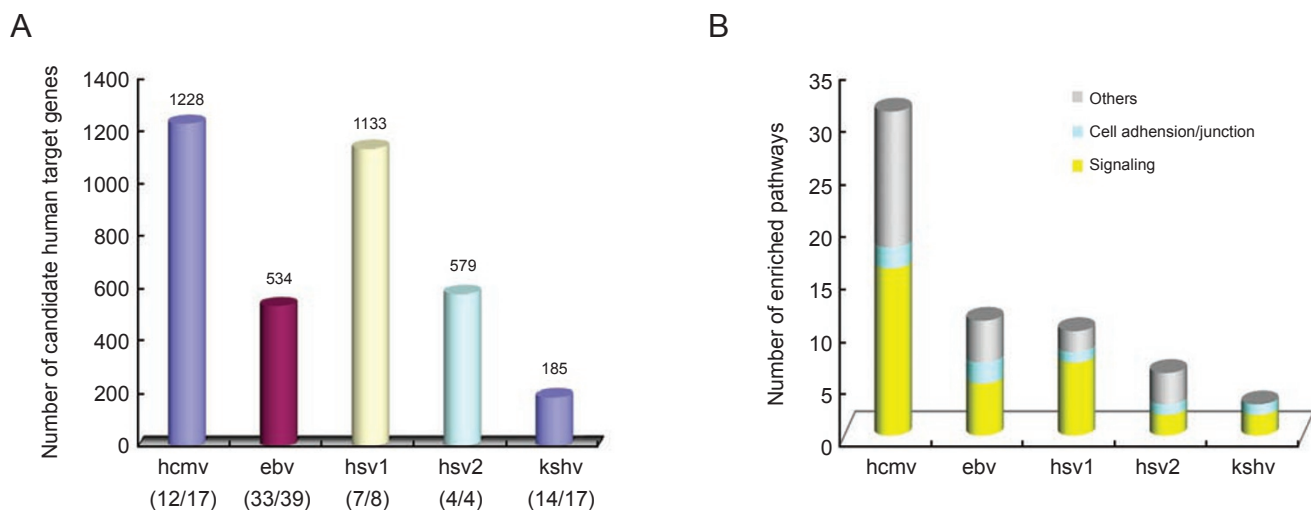 A
Number of candidate human target genes
1400
1200
1000
800
600
400
200
0
1228
534
1133
579
185
hcmv ebv hsv1 hsv2 kshv
(12/17) (33/39) (7/8) (4/4) (14/17)
B
Number of enriched pathways
35
30
25
20
15
10
5
0
Others
Cell adhension/junction
Signaling
hcmv ebv hsv1 hsv2 kshv